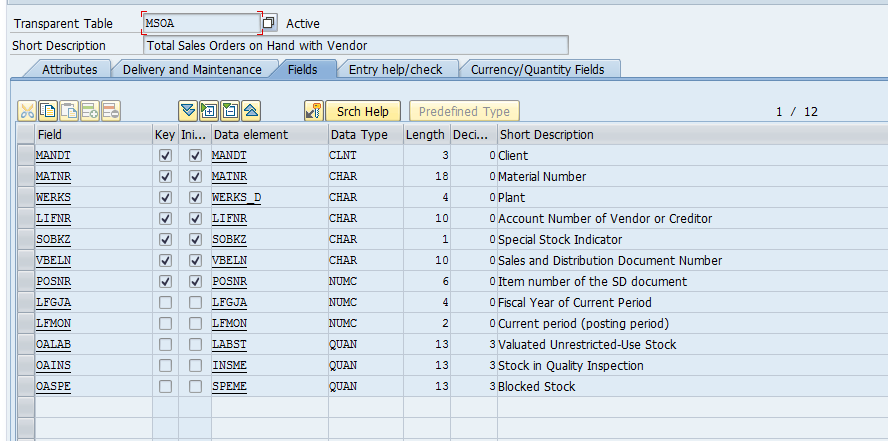 Transparent Table MSOA Active
Short Description Total Sales Orders on Hand with Vendor
Attributes Delivery and Maintenance Fields Entry help/check Currency/Quantity Fields
Srch Help Predefined Type 1 / 12
Field Key Ini... Data element Data Type Length Deci... Short Description
MANDT MANDT CLNT 3 0 Client
MATNR MATNR CHAR 18 0 Material Number
WERKS WERKS_D CHAR 4 0 Plant
LIFNR LIFNR CHAR 10 0 Account Number of Vendor or Creditor
SOBKZ SOBKZ CHAR 1 0 Special Stock Indicator
VBELN VBELN CHAR 10 0 Sales and Distribution Document Number
POSNR POSNR NUMC 6 0 Item number of the SD document
LFGJA LFGJA NUMC 4 0 Fiscal Year of Current Period
LFMON LFMON NUMC 2 0 Current period (posting period)
OALAB LABST QUAN 13 3 Valuated Unrestricted-Use Stock
OAINS INSME QUAN 13 3 Stock in Quality Inspection
OASPE SPEME QUAN 13 3 Blocked Stock